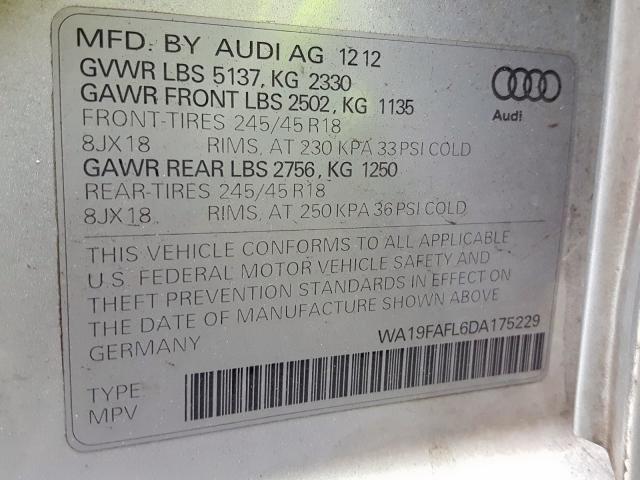 MFD. BY AUDI AG 12 12
GVWR LBS 5137, KG 2330
GAWR FRONT LBS 2502, KG 1135
FRONT-TIRES 245/45 R18
8JX18 RIMS, AT 230 KPA 33 PSI COLD
GAWR REAR LBS 2756, KG 1250
REAR-TIRES 245/45 R18
8JX18 RIMS, AT 250 KPA 36 PSI COLD
Audi
THIS VEHICLE CONFORMS TO ALL APPLICABLE
U.S. FEDERAL MOTOR VEHICLE SAFETY AND
THEFT PREVENTION STANDARDS IN EFFECT ON
THE DATE OF MANUFACTURE SHOWN ABOVE
GERMANY WA19FAFL6DA175229
TYPE
MPV